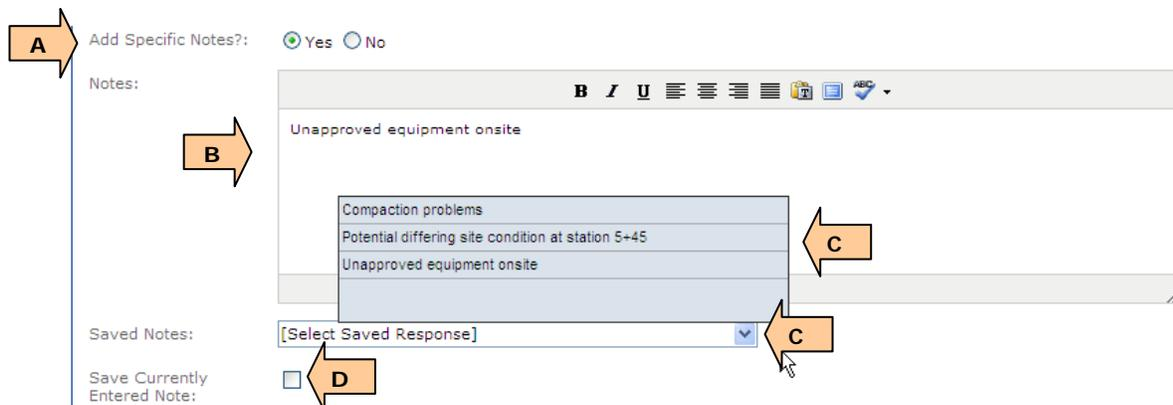 A
Add Specific Notes?:
Yes
No
Notes:
B I U
ABC
Unapproved equipment onsite
B
Compaction problems
Potential differing site condition at station 5+45
Unapproved equipment onsite
C
Saved Notes:
[Select Saved Response]
C
Save Currently
Entered Note:
D